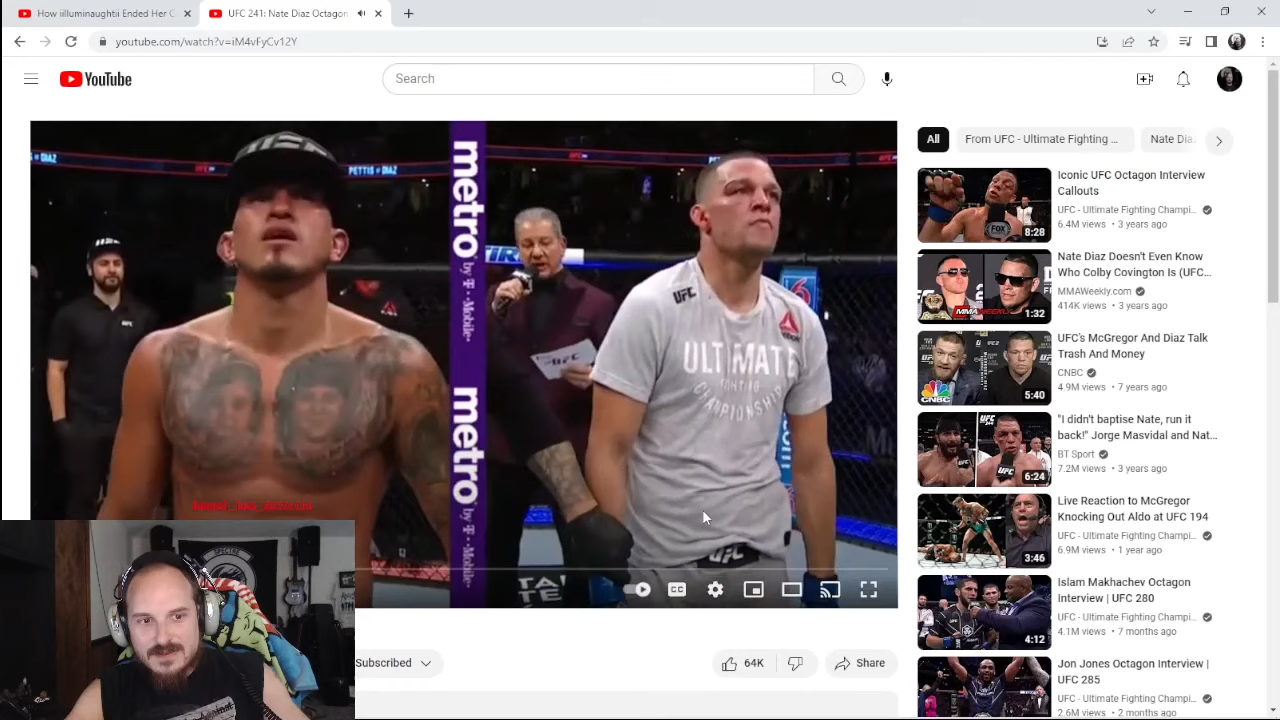 How iilluminaughtii Ended Her C
UFC 241: Nate Diaz Octagon
youtube.com/watch?v=iM4vFyCv12Y
YouTube
Search
All
From UFC - Ultimate Fighting ...
Nate Dia
PETTIS DIAZ
metro
by T-Mobile
metro
by T-Mobile
UFC
UFC
ULTIMATE
FIGHTING
UFC
Subscribed
64K
Share
SPECTRE
Iconic UFC Octagon Interview
Callouts
UFC - Ultimate Fighting Champi...
6.4M views • 3 years ago
8:28
Nate Diaz Doesn't Even Know
Who Colby Covington Is (UFC...
MMAWeekly.com
414K views • 3 years ago
1:32
UFC's McGregor And Diaz Talk
Trash And Money
CNBC
4.9M views • 7 years ago
5:40
"I didn't baptise Nate, run it
back!" Jorge Masvidal and Nat...
BT Sport
7.2M views • 3 years ago
6:24
Live Reaction to McGregor
Knocking Out Aldo at UFC 194
UFC - Ultimate Fighting Champi...
6.9M views • 1 year ago
3:46
Islam Makhachev Octagon
Interview | UFC 280
UFC - Ultimate Fighting Champi...
4.1M views • 7 months ago
4:12
Jon Jones Octagon Interview |
UFC 285
UFC - Ultimate Fighting Champi...
2.6M views • 2 months ago